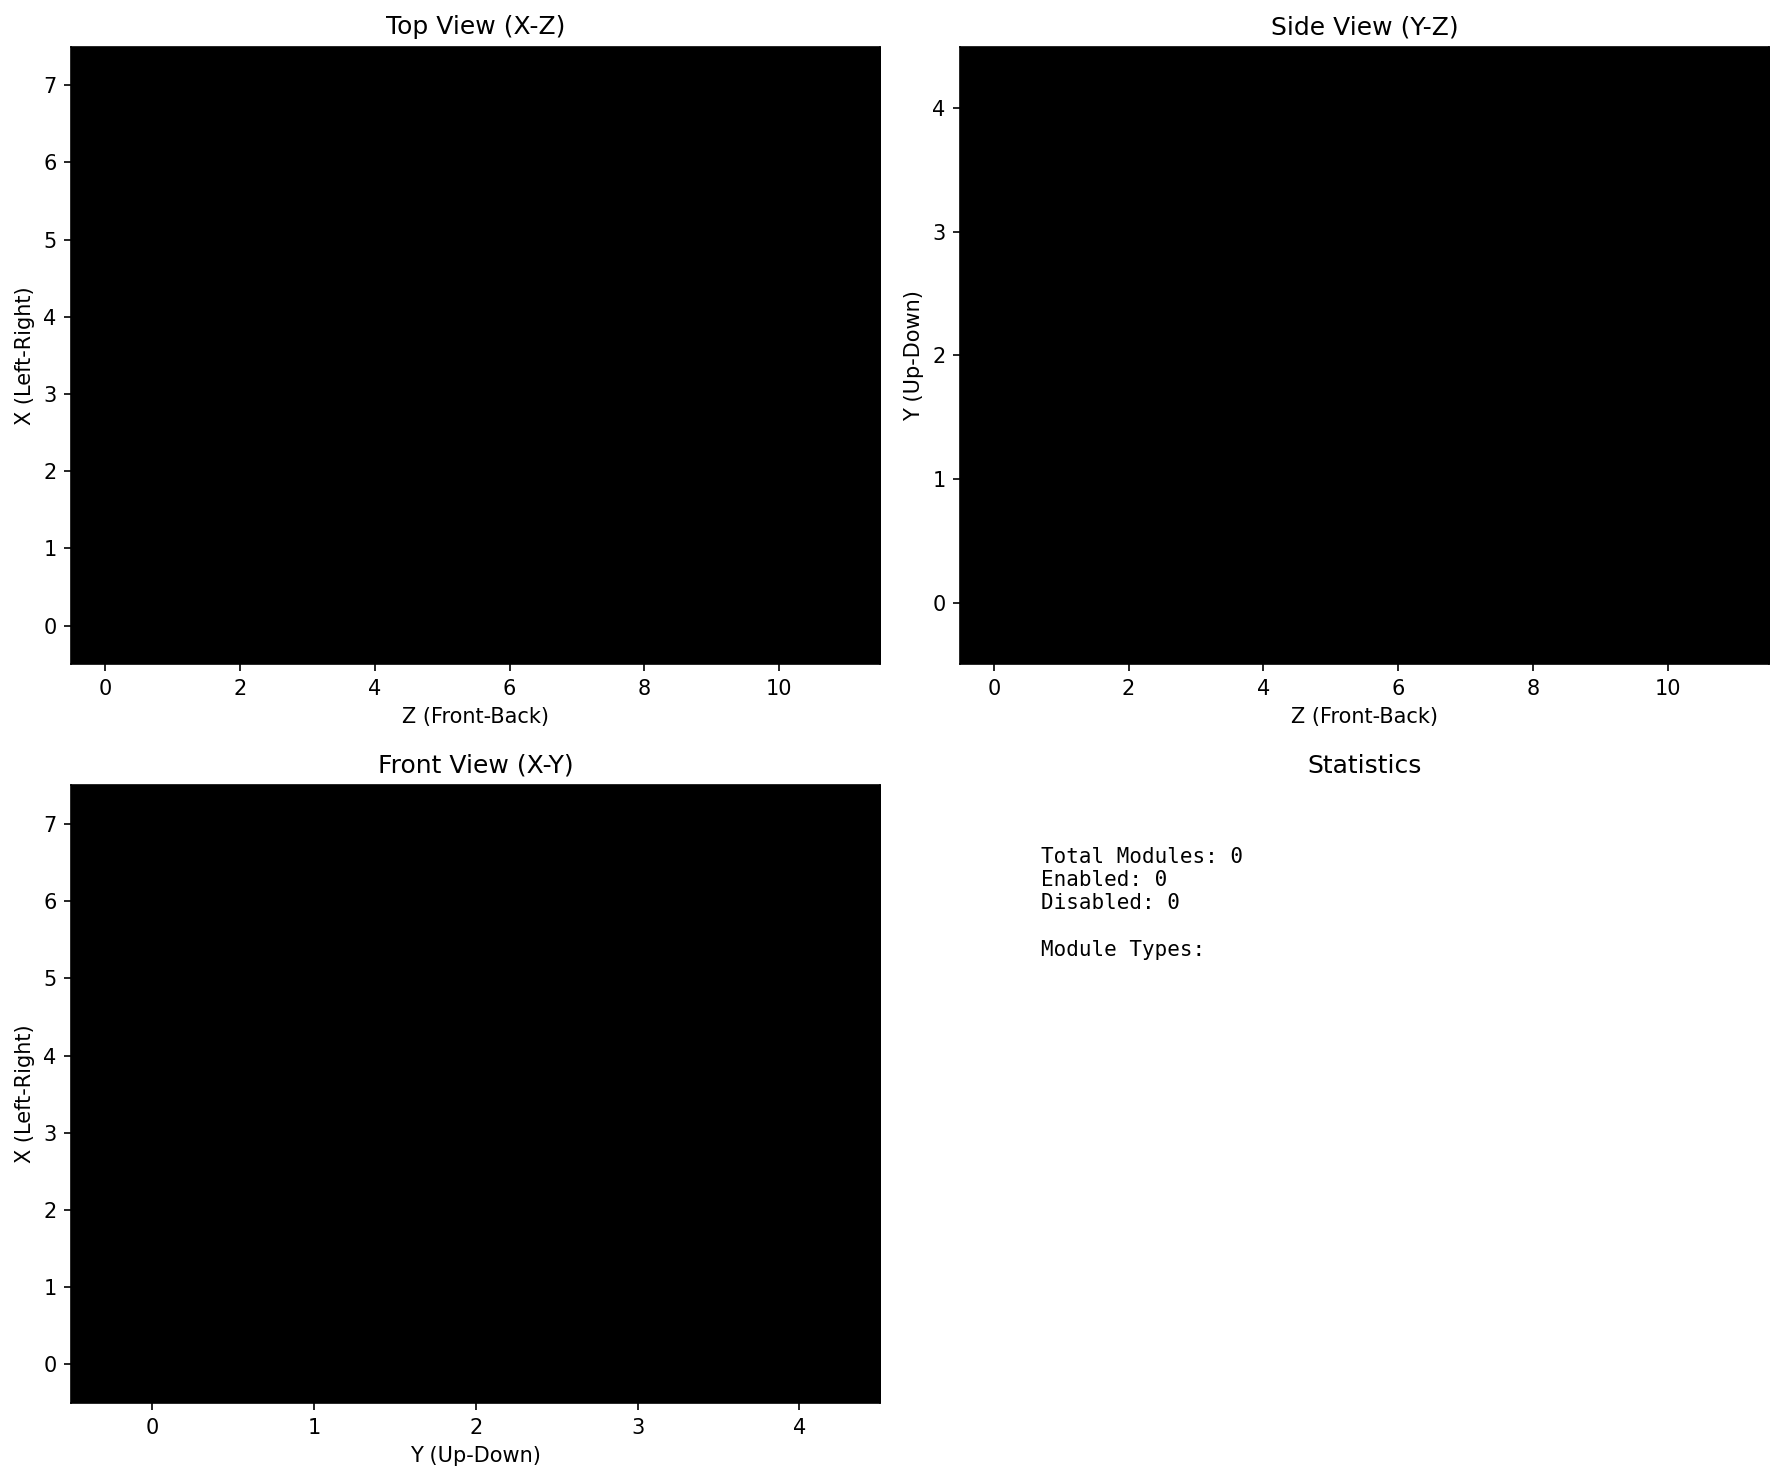 Top View (X-Z)
7
6
5
4
3
2
1
0
X (Left-Right)
0 2 4 6 8 10
Z (Front-Back)
Side View (Y-Z)
4
3
2
1
0
Y (Up-Down)
0 2 4 6 8 10
Z (Front-Back)
Front View (X-Y)
7
6
5
4
3
2
1
0
X (Left-Right)
0 1 2 3 4
Y (Up-Down)
Statistics
Total Modules: 0
Enabled: 0
Disabled: 0
Module Types: